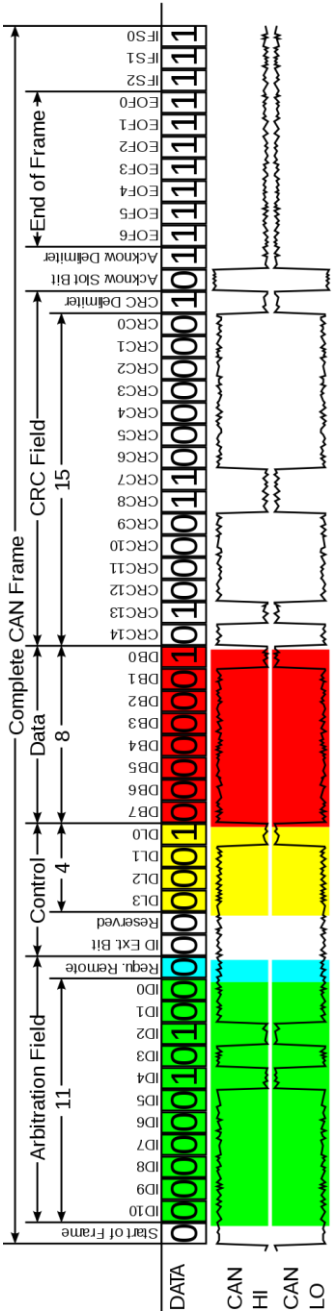 Complete CAN Frame
Arbitration Field
Control
Data
CRC Field
End of Frame
11
4
8
15
Start of Frame
ID10
ID9
ID8
ID7
ID6
ID5
ID4
ID3
ID2
ID1
ID0
Requ. Remote
ID Ext. Bit
Reserved
DL3
DL2
DL1
DL0
DB7
DB6
DB5
DB4
DB3
DB2
DB1
DB0
CRC14
CRC13
CRC12
CRC11
CRC10
CRC9
CRC8
CRC7
CRC6
CRC5
CRC4
CRC3
CRC2
CRC1
CRC0
CRC Delimiter
Acknow. Slot Bit
Acknow. Delimiter
EOF6
EOF5
EOF4
EOF3
EOF2
EOF1
EOF0
IFS2
IFS1
IFS0
DATA 0 0 0 0 0 0 0 1 0 1 0 0 0 0 0 0 0 0 1 0 0 0 0 0 0 0 1 0 1 0 0 0 0 1 1 0 0 0 0 0 0 0 1 0 1 1 1 1 1 1 1 1 1 1 1
CAN HI
CAN LO